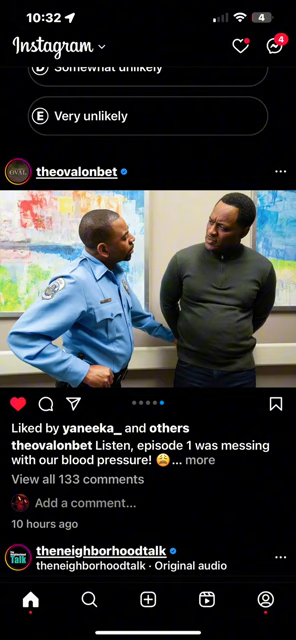 10:32
4
Instagram
4
D Somewhat unlikely
E Very unlikely
OVAL
theovalonbet
Liked by yaneeka_ and others
theovalonbet Listen, episode 1 was messing
with our blood pressure! 😩 ... more
View all 133 comments
Add a comment...
10 hours ago
Talk
theneighborhoodtalk
theneighborhoodtalk · Original audio